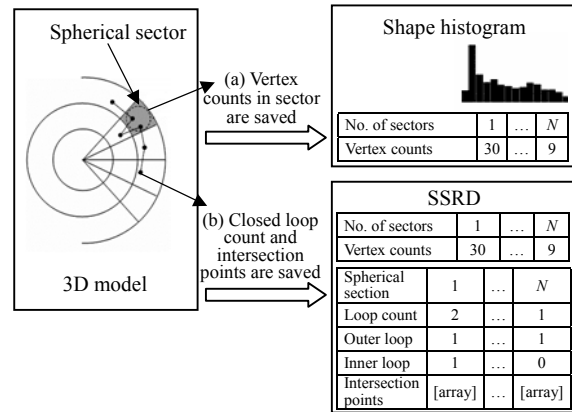 Spherical sector
3D model
(a) Vertex
counts in sector
are saved
(b) Closed loop
count and
intersection
points are saved
Shape histogram
No. of sectors 1 … N
Vertex counts 30 … 9
SSRD
No. of sectors 1 … N
Vertex counts 30 … 9
Spherical
section 1 … N
Loop count 2 … 1
Outer loop 1 … 1
Inner loop 1 … 0
Intersection
points [array] … [array]